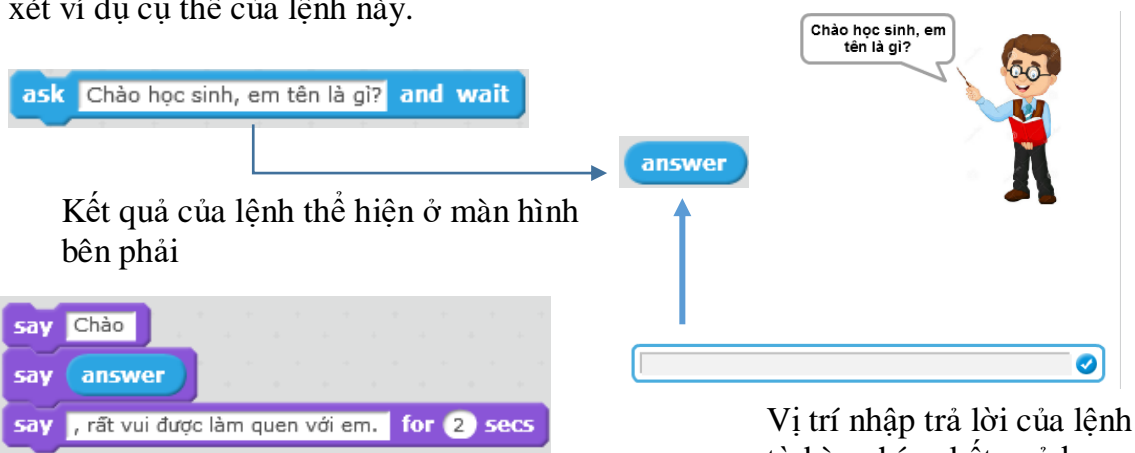 xét ví dụ cụ thể của lệnh này.
Chào học sinh, em
tên là gì?
ask Chào học sinh, em tên là gì? and wait
answer
Kết quả của lệnh thể hiện ở màn hình
bên phải
say Chào
say answer
say , rất vui được làm quen với em. for 2 secs
Vị trí nhập trả lời của lệnh